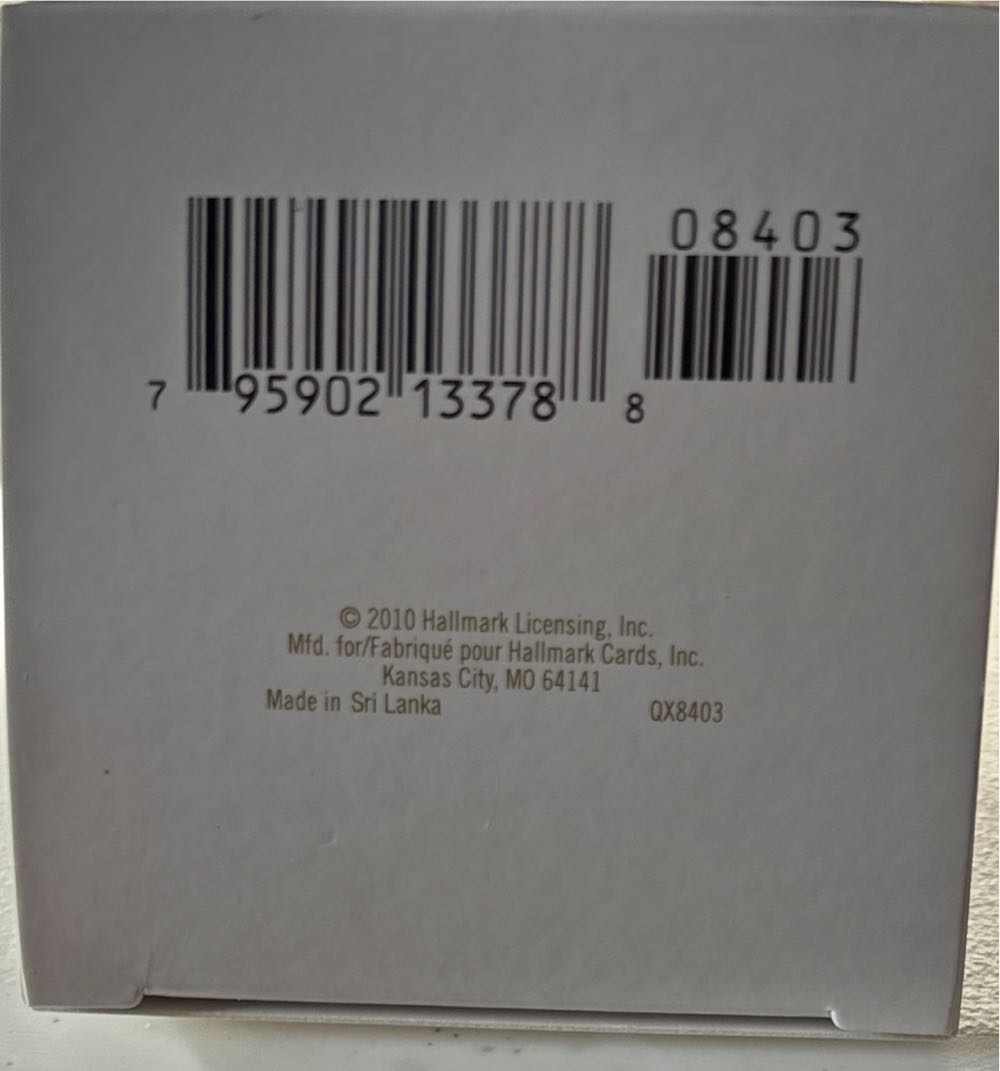 08403
7 95902 13378 8
© 2010 Hallmark Licensing, Inc.
Mfd. for/Fabriqué pour Hallmark Cards, Inc.
Kansas City, MO 64141
Made in Sri Lanka QX8403